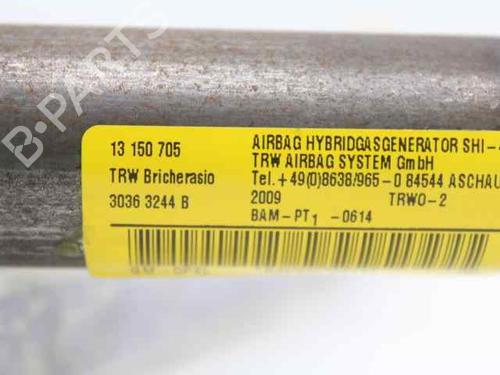 B-Parts
13 150 705
TRW Bricherasio
3036 3244 B
AIRBAG HYBRIDGASGENERATOR SHI-
TRW AIRBAG SYSTEM GmbH
Tel.+49(0)8638/965-0 84544 ASCHAU
2009 TRWO-2
BAM-PT1 -0614